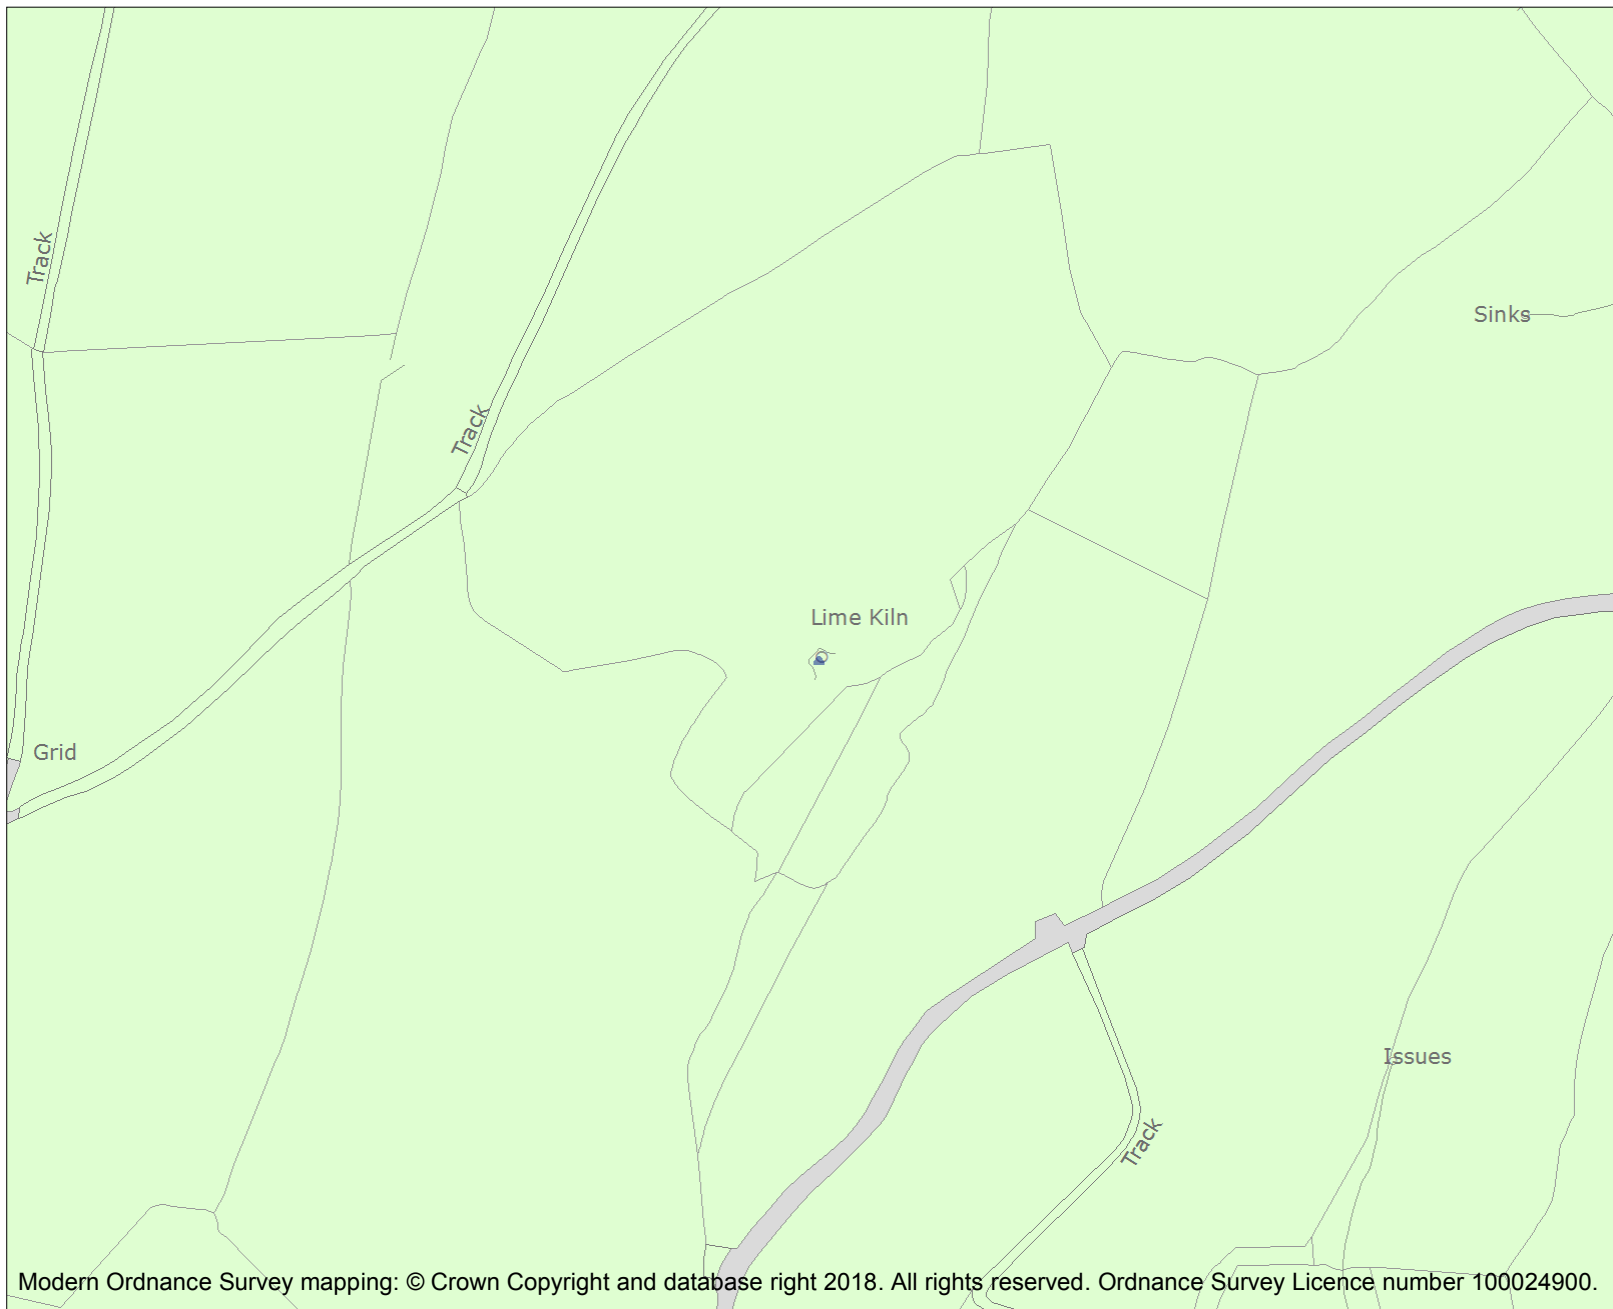 Track
Sinks
Track
Lime Kiln
Grid
Issues
Track
Modern Ordnance Survey mapping: © Crown Copyright and database right 2018. All rights reserved. Ordnance Survey Licence number 100024900.